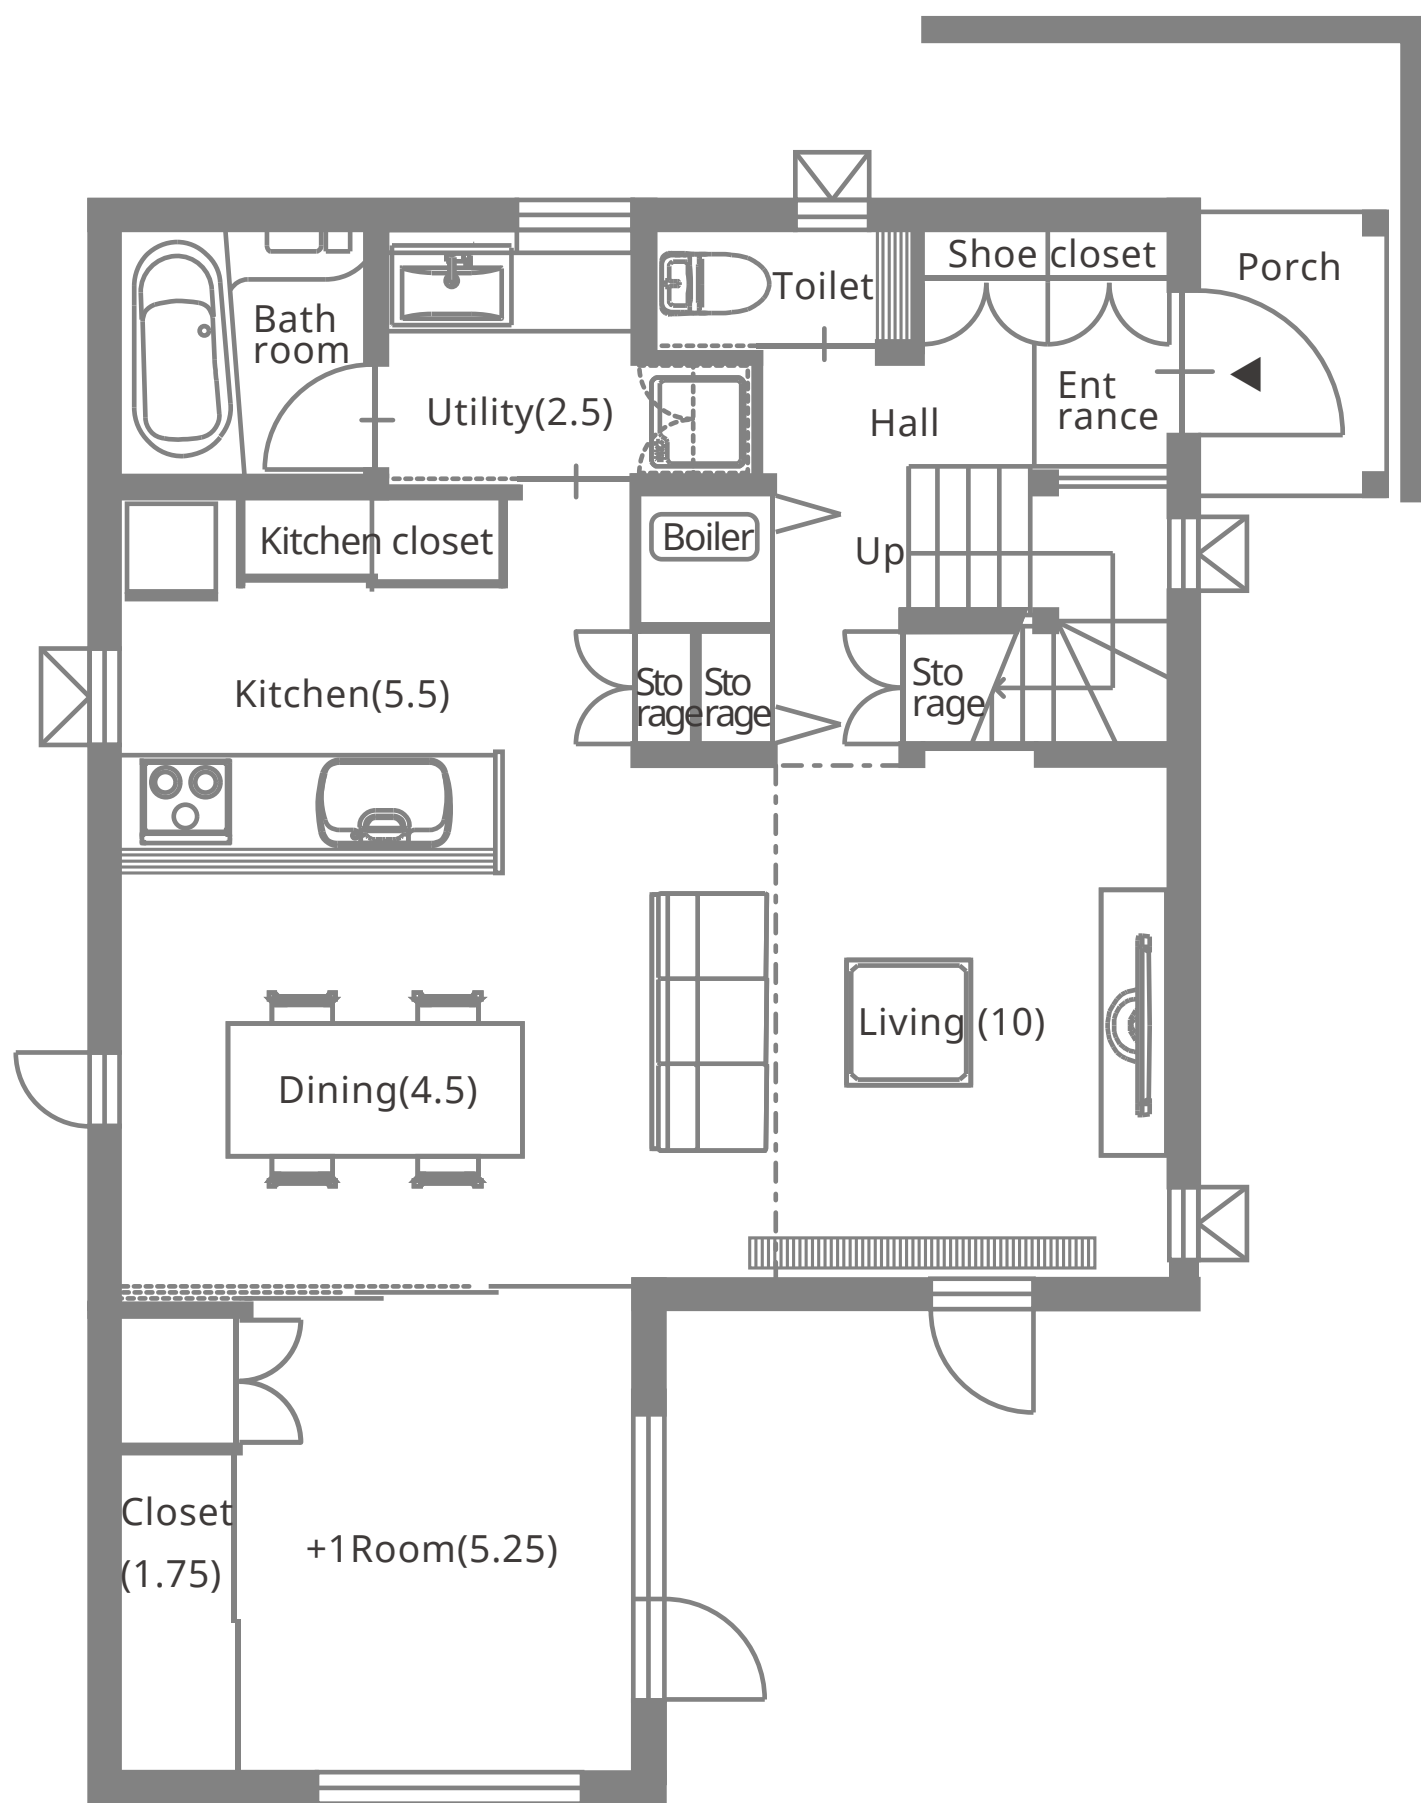 Shoe closet
Porch
Toilet
Bath
room
Ent
rance
Utility(2.5)
Hall
Kitchen closet
Boiler
Up
Kitchen(5.5)
Sto
rage
Sto
rage
Sto
rage
Living (10)
Dining(4.5)
Closet
(1.75)
+1Room(5.25)